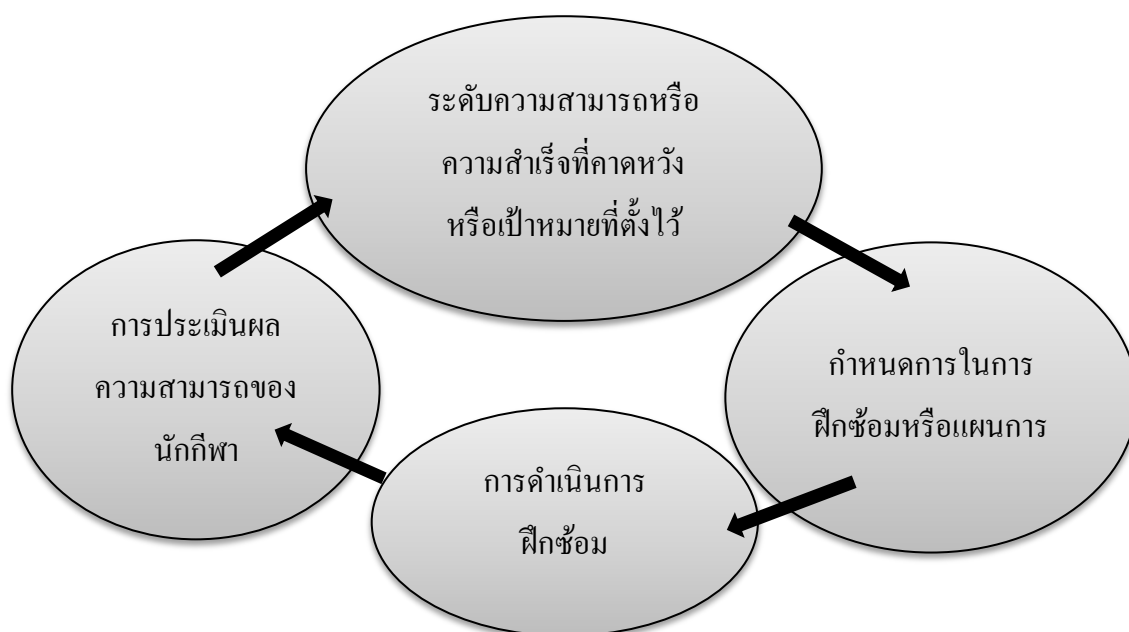 ระดับความสามารถหรือ
ความสำเร็จที่คาดหวัง
หรือเป้าหมายที่ตั้งไว้
กำหนดการในการ
ฝึกซ้อมหรือแผนการ
การดำเนินการ
ฝึกซ้อม
การประเมินผล
ความสามารถของ
นักกีฬา